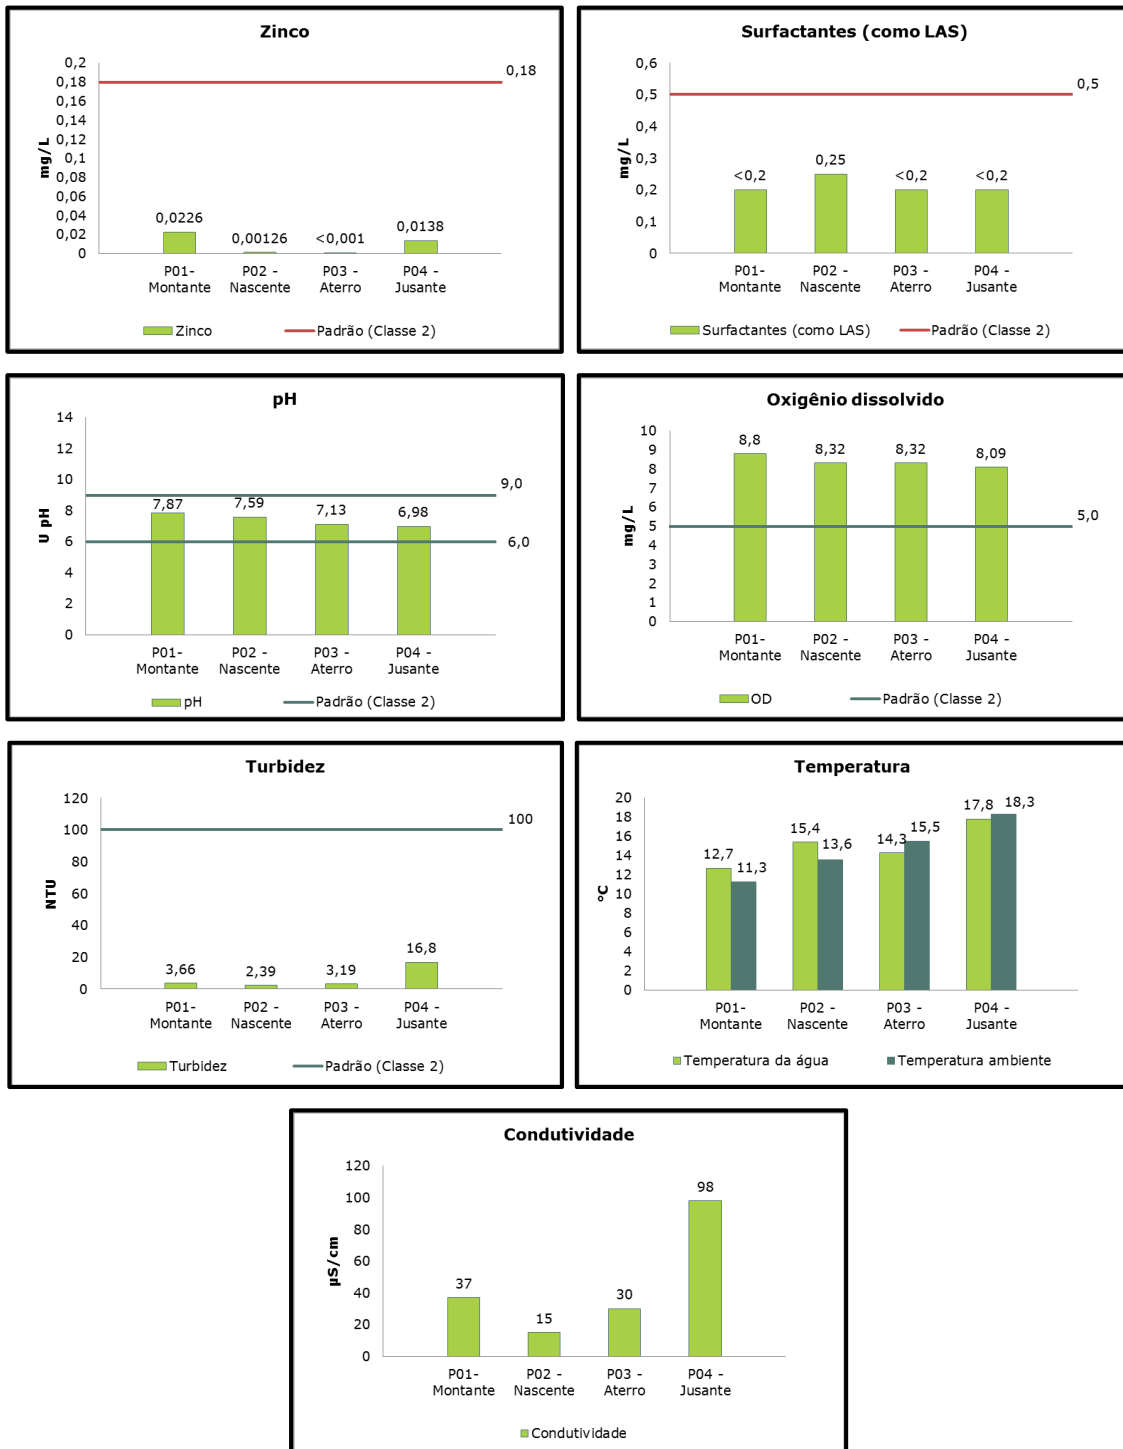 Zinco
mg/L
0,2
0,18
0,16
0,14
0,12
0,1
0,08
0,06
0,04
0,02
0
0,18
0,0226
0,00126
<0,001
0,0138
P01-
Montante
P02 -
Nascente
P03 -
Aterro
P04 -
Jusante
Zinco
Padrão (Classe 2)
Surfactantes (como LAS)
mg/L
0,6
0,5
0,4
0,3
0,2
0,1
0
0,5
<0,2
0,25
<0,2
<0,2
P01-
Montante
P02 -
Nascente
P03 -
Aterro
P04 -
Jusante
Surfactantes (como LAS)
Padrão (Classe 2)
pH
U pH
14
12
10
8
6
4
2
0
9,0
6,0
7,87
7,59
7,13
6,98
P01-
Montante
P02 -
Nascente
P03 -
Aterro
P04 -
Jusante
pH
Padrão (Classe 2)
Oxigênio dissolvido
mg/L
10
9
8
7
6
5
4
3
2
1
0
5,0
8,8
8,32
8,32
8,09
P01-
Montante
P02 -
Nascente
P03 -
Aterro
P04 -
Jusante
OD
Padrão (Classe 2)
Turbidez
NTU
120
100
80
60
40
20
0
100
3,66
2,39
3,19
16,8
P01-
Montante
P02 -
Nascente
P03 -
Aterro
P04 -
Jusante
Turbidez
Padrão (Classe 2)
Temperatura
°C
20
18
16
14
12
10
8
6
4
2
0
12,7
11,3
15,4
13,6
14,3
15,5
17,8
18,3
P01-
Montante
P02 -
Nascente
P03 -
Aterro
P04 -
Jusante
Temperatura da água
Temperatura ambiente
Condutividade
µS/cm
120
100
80
60
40
20
0
37
15
30
98
P01-
Montante
P02 -
Nascente
P03 -
Aterro
P04 -
Jusante
Condutividade